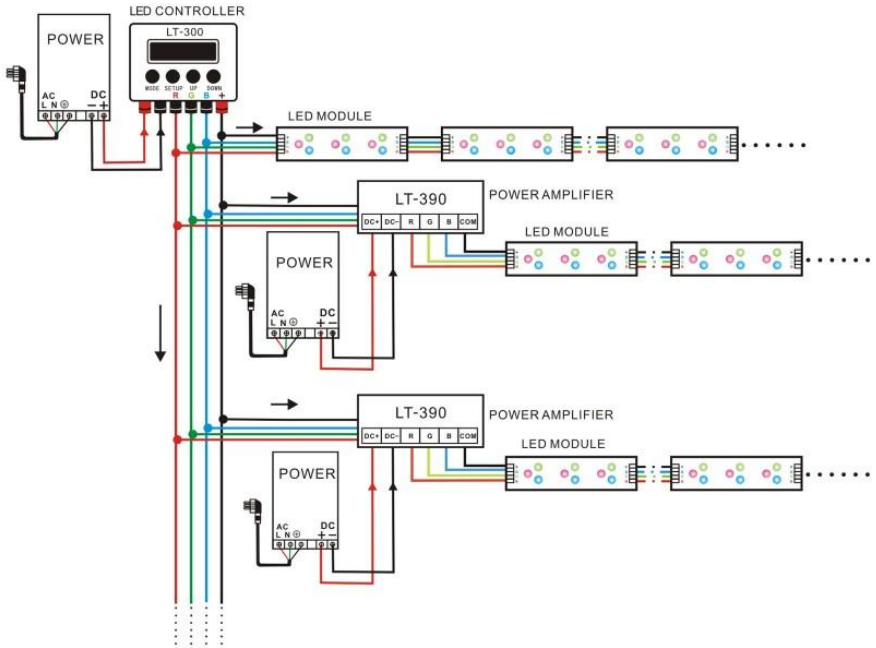 LED CONTROLLER
POWER
LT-300
MODE SETUP UP DOWN
R G B +
AC DC
L N − +
LED MODULE
LT-390
POWER AMPLIFIER
DC+ DC− R G B COM
LED MODULE
POWER
AC DC
L N + −
LT-390
POWER AMPLIFIER
DC+ DC− R G B COM
LED MODULE
POWER
AC DC
L N + −